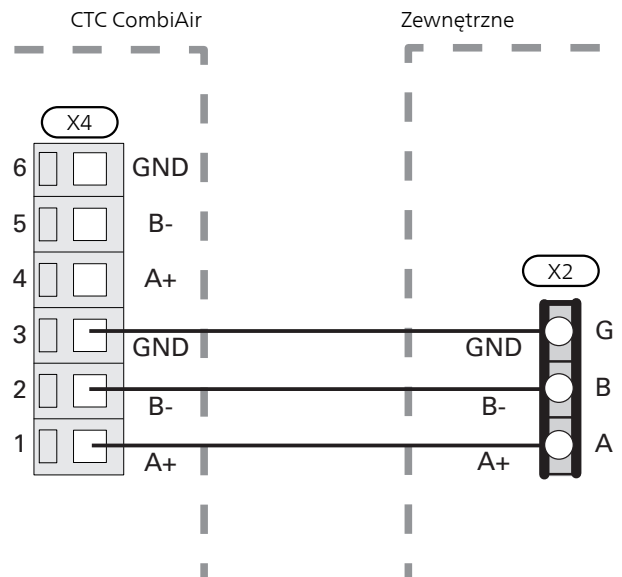 CTC CombiAir Zewnętrzne
X4
6 GND
5 B-
4 A+
X2
3 GND GND G
2 B- B- B
1 A+ A+ A